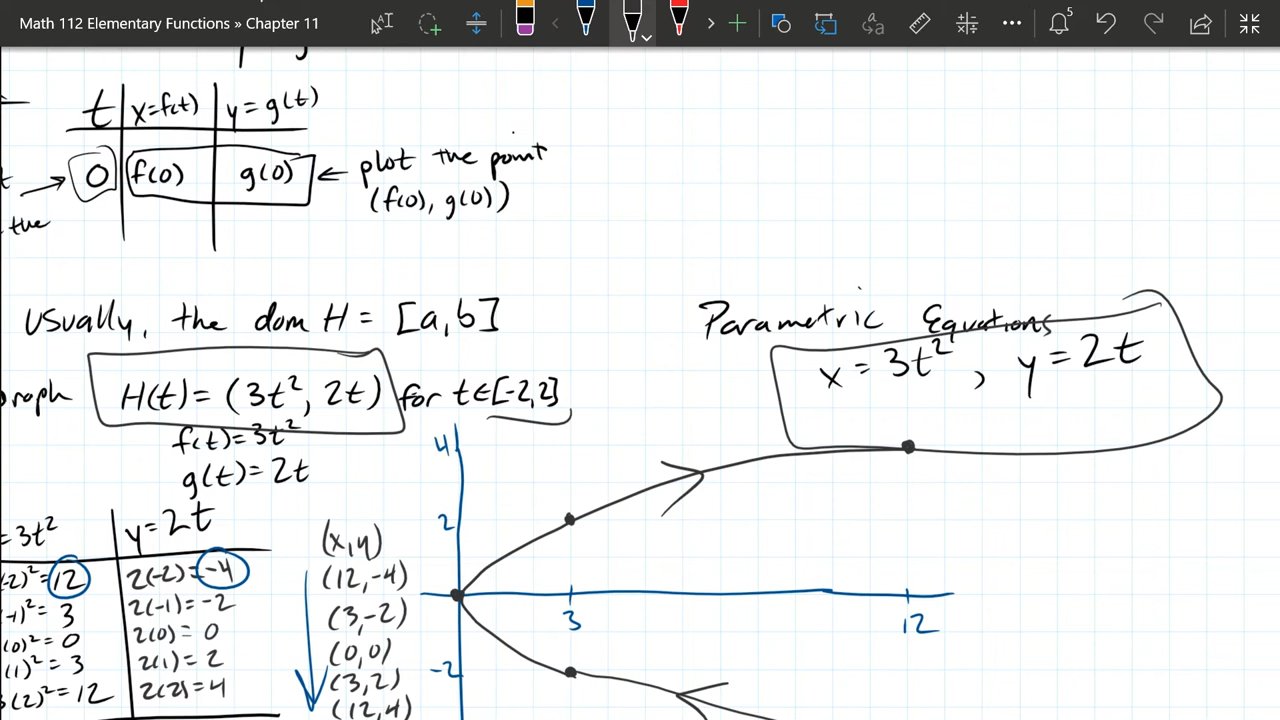 Math 112 Elementary Functions » Chapter 11
5
t x=f(t) y=g(t)
0 f(0) g(0) ← plot the point
(f(0), g(0))
the
Usually, the dom H = [a,b]
Parametric Equations
x = 3t², y = 2t
graph H(t) = (3t², 2t) for t∈[-2,2]
f(t)=3t²
g(t)=2t
=3t² y=2t
(x,y)
-2)²=12 2(-2)=-4 (12,-4)
-1)²=3 2(-1)=-2 (3,-2)
(0)²=0 2(0)=0 (0,0)
(1)²=3 2(1)=2 (3,2)
3(2)²=12 2(2)=4 (12,4)
4
2
3 12
-2